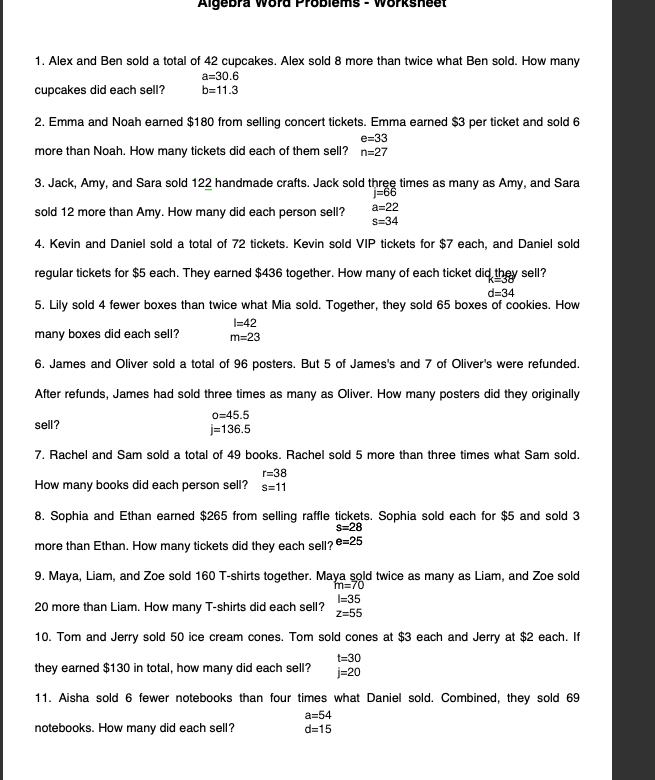 Algebra Word Problems - Worksheet
1. Alex and Ben sold a total of 42 cupcakes. Alex sold 8 more than twice what Ben sold. How many
a=30.6
cupcakes did each sell?
b=11.3
2. Emma and Noah earned $180 from selling concert tickets. Emma earned $3 per ticket and sold 6
e=33
more than Noah. How many tickets did each of them sell?
n=27
3. Jack, Amy, and Sara sold 122 handmade crafts. Jack sold three times as many as Amy, and Sara
j=66
sold 12 more than Amy. How many did each person sell?
a=22
s=34
4. Kevin and Daniel sold a total of 72 tickets. Kevin sold VIP tickets for $7 each, and Daniel sold
regular tickets for $5 each. They earned $436 together. How many of each ticket did they sell?
k=38
d=34
5. Lily sold 4 fewer boxes than twice what Mia sold. Together, they sold 65 boxes of cookies. How
l=42
many boxes did each sell?
m=23
6. James and Oliver sold a total of 96 posters. But 5 of James's and 7 of Oliver's were refunded.
After refunds, James had sold three times as many as Oliver. How many posters did they originally
o=45.5
sell?
j=136.5
7. Rachel and Sam sold a total of 49 books. Rachel sold 5 more than three times what Sam sold.
r=38
How many books did each person sell?
s=11
8. Sophia and Ethan earned $265 from selling raffle tickets. Sophia sold each for $5 and sold 3
s=28
more than Ethan. How many tickets did they each sell?
e=25
9. Maya, Liam, and Zoe sold 160 T-shirts together. Maya sold twice as many as Liam, and Zoe sold
m=70
20 more than Liam. How many T-shirts did each sell?
l=35
z=55
10. Tom and Jerry sold 50 ice cream cones. Tom sold cones at $3 each and Jerry at $2 each. If
they earned $130 in total, how many did each sell?
t=30
j=20
11. Aisha sold 6 fewer notebooks than four times what Daniel sold. Combined, they sold 69
a=54
notebooks. How many did each sell?
d=15